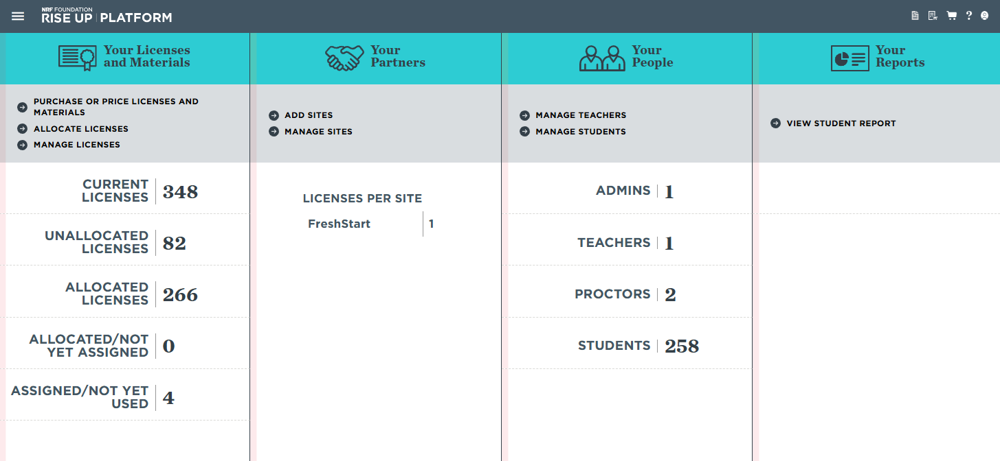 NRF FOUNDATION
RISE UP PLATFORM
Your Licenses
and Materials
PURCHASE OR PRICE LICENSES AND
MATERIALS
ALLOCATE LICENSES
MANAGE LICENSES
CURRENT
LICENSES 348
UNALLOCATED
LICENSES 82
ALLOCATED
LICENSES 266
ALLOCATED/NOT
YET ASSIGNED 0
ASSIGNED/NOT YET
USED 4
Your
Partners
ADD SITES
MANAGE SITES
LICENSES PER SITE
FreshStart 1
Your
People
MANAGE TEACHERS
MANAGE STUDENTS
ADMINS 1
TEACHERS 1
PROCTORS 2
STUDENTS 258
Your
Reports
VIEW STUDENT REPORT